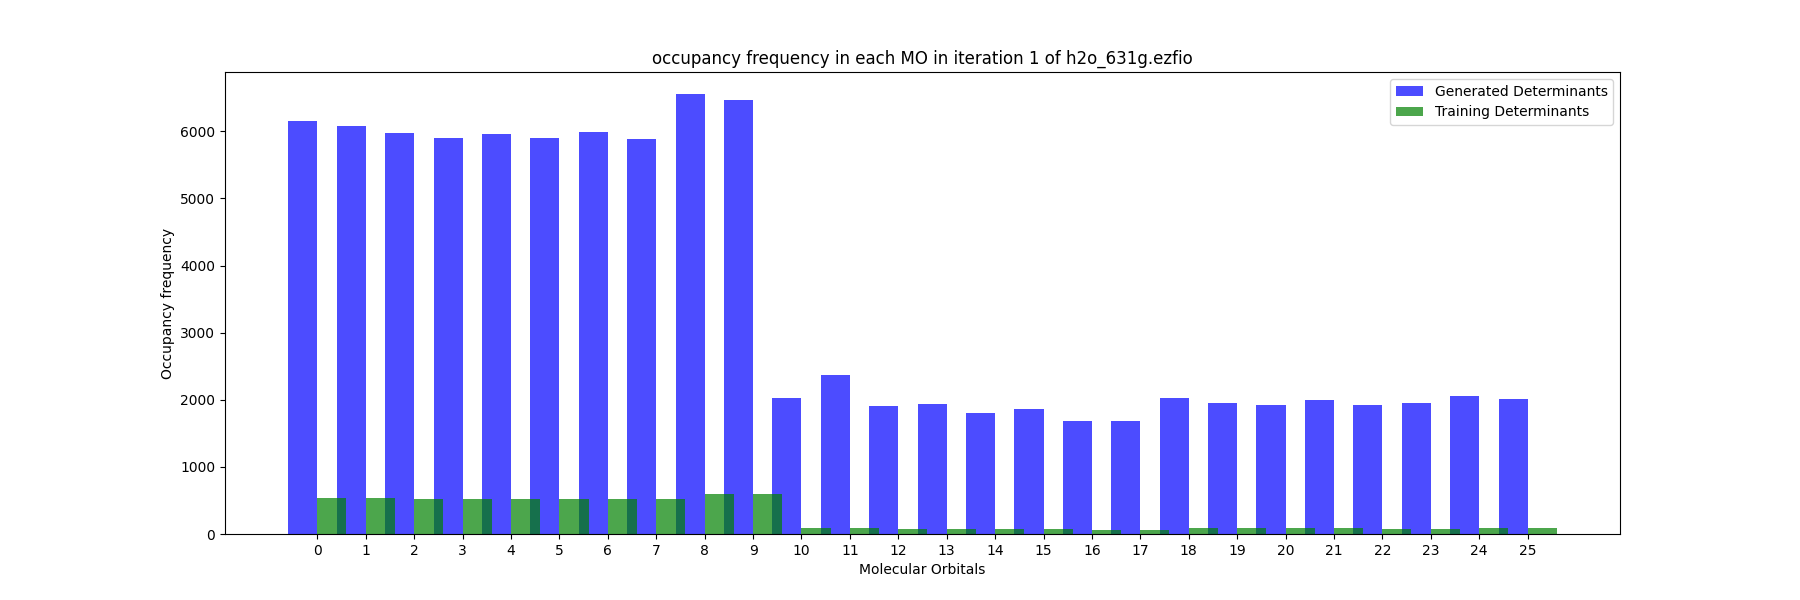 occupancy frequency in each MO in iteration 1 of h2o_631g.ezfio
Generated Determinants
Training Determinants
Occupancy frequency
6000
5000
4000
3000
2000
1000
0
0 1 2 3 4 5 6 7 8 9 10 11 12 13 14 15 16 17 18 19 20 21 22 23 24 25
Molecular Orbitals